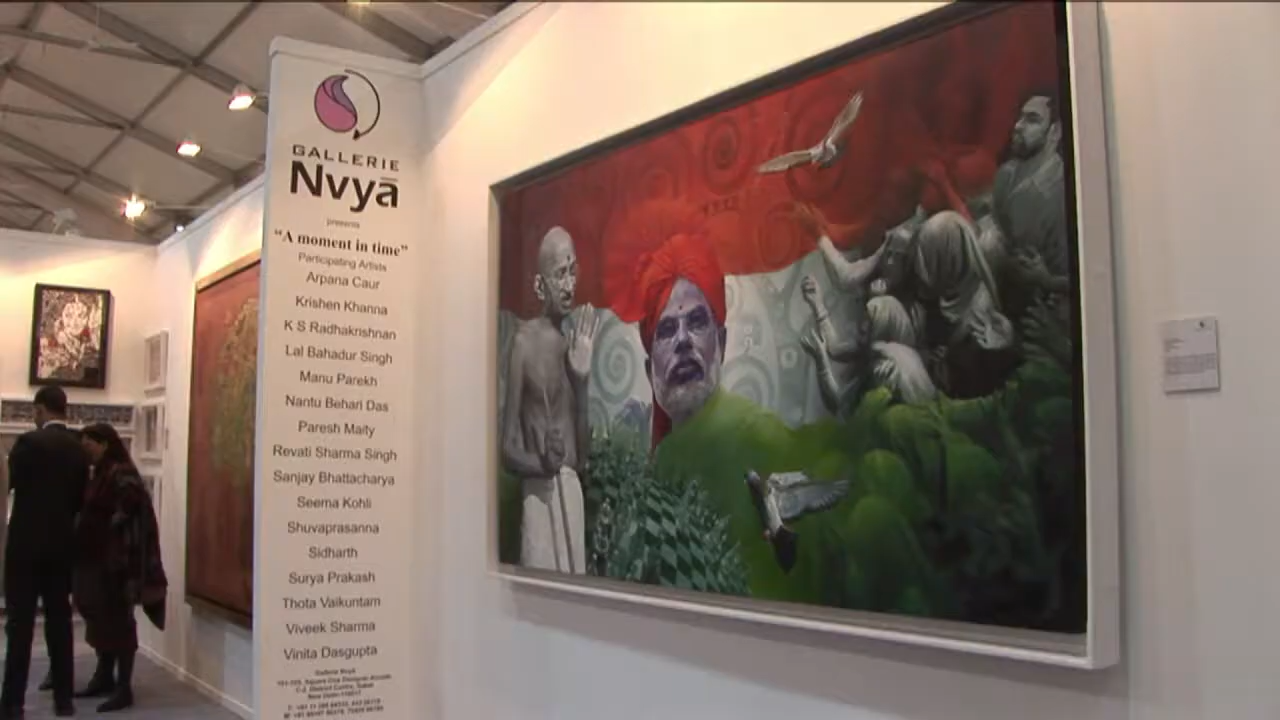 GALLERIE
Nvyā
presents
"A moment in time"
Participating Artists
Arpana Caur
Krishen Khanna
K S Radhakrishnan
Lal Bahadur Singh
Manu Parekh
Nantu Behari Das
Paresh Maity
Revati Sharma Singh
Sanjay Bhattacharya
Seema Kohli
Shuvaprasanna
Sidharth
Surya Prakash
Thota Vaikuntam
Viveek Sharma
Vinita Dasgupta
Gallerie Nvya